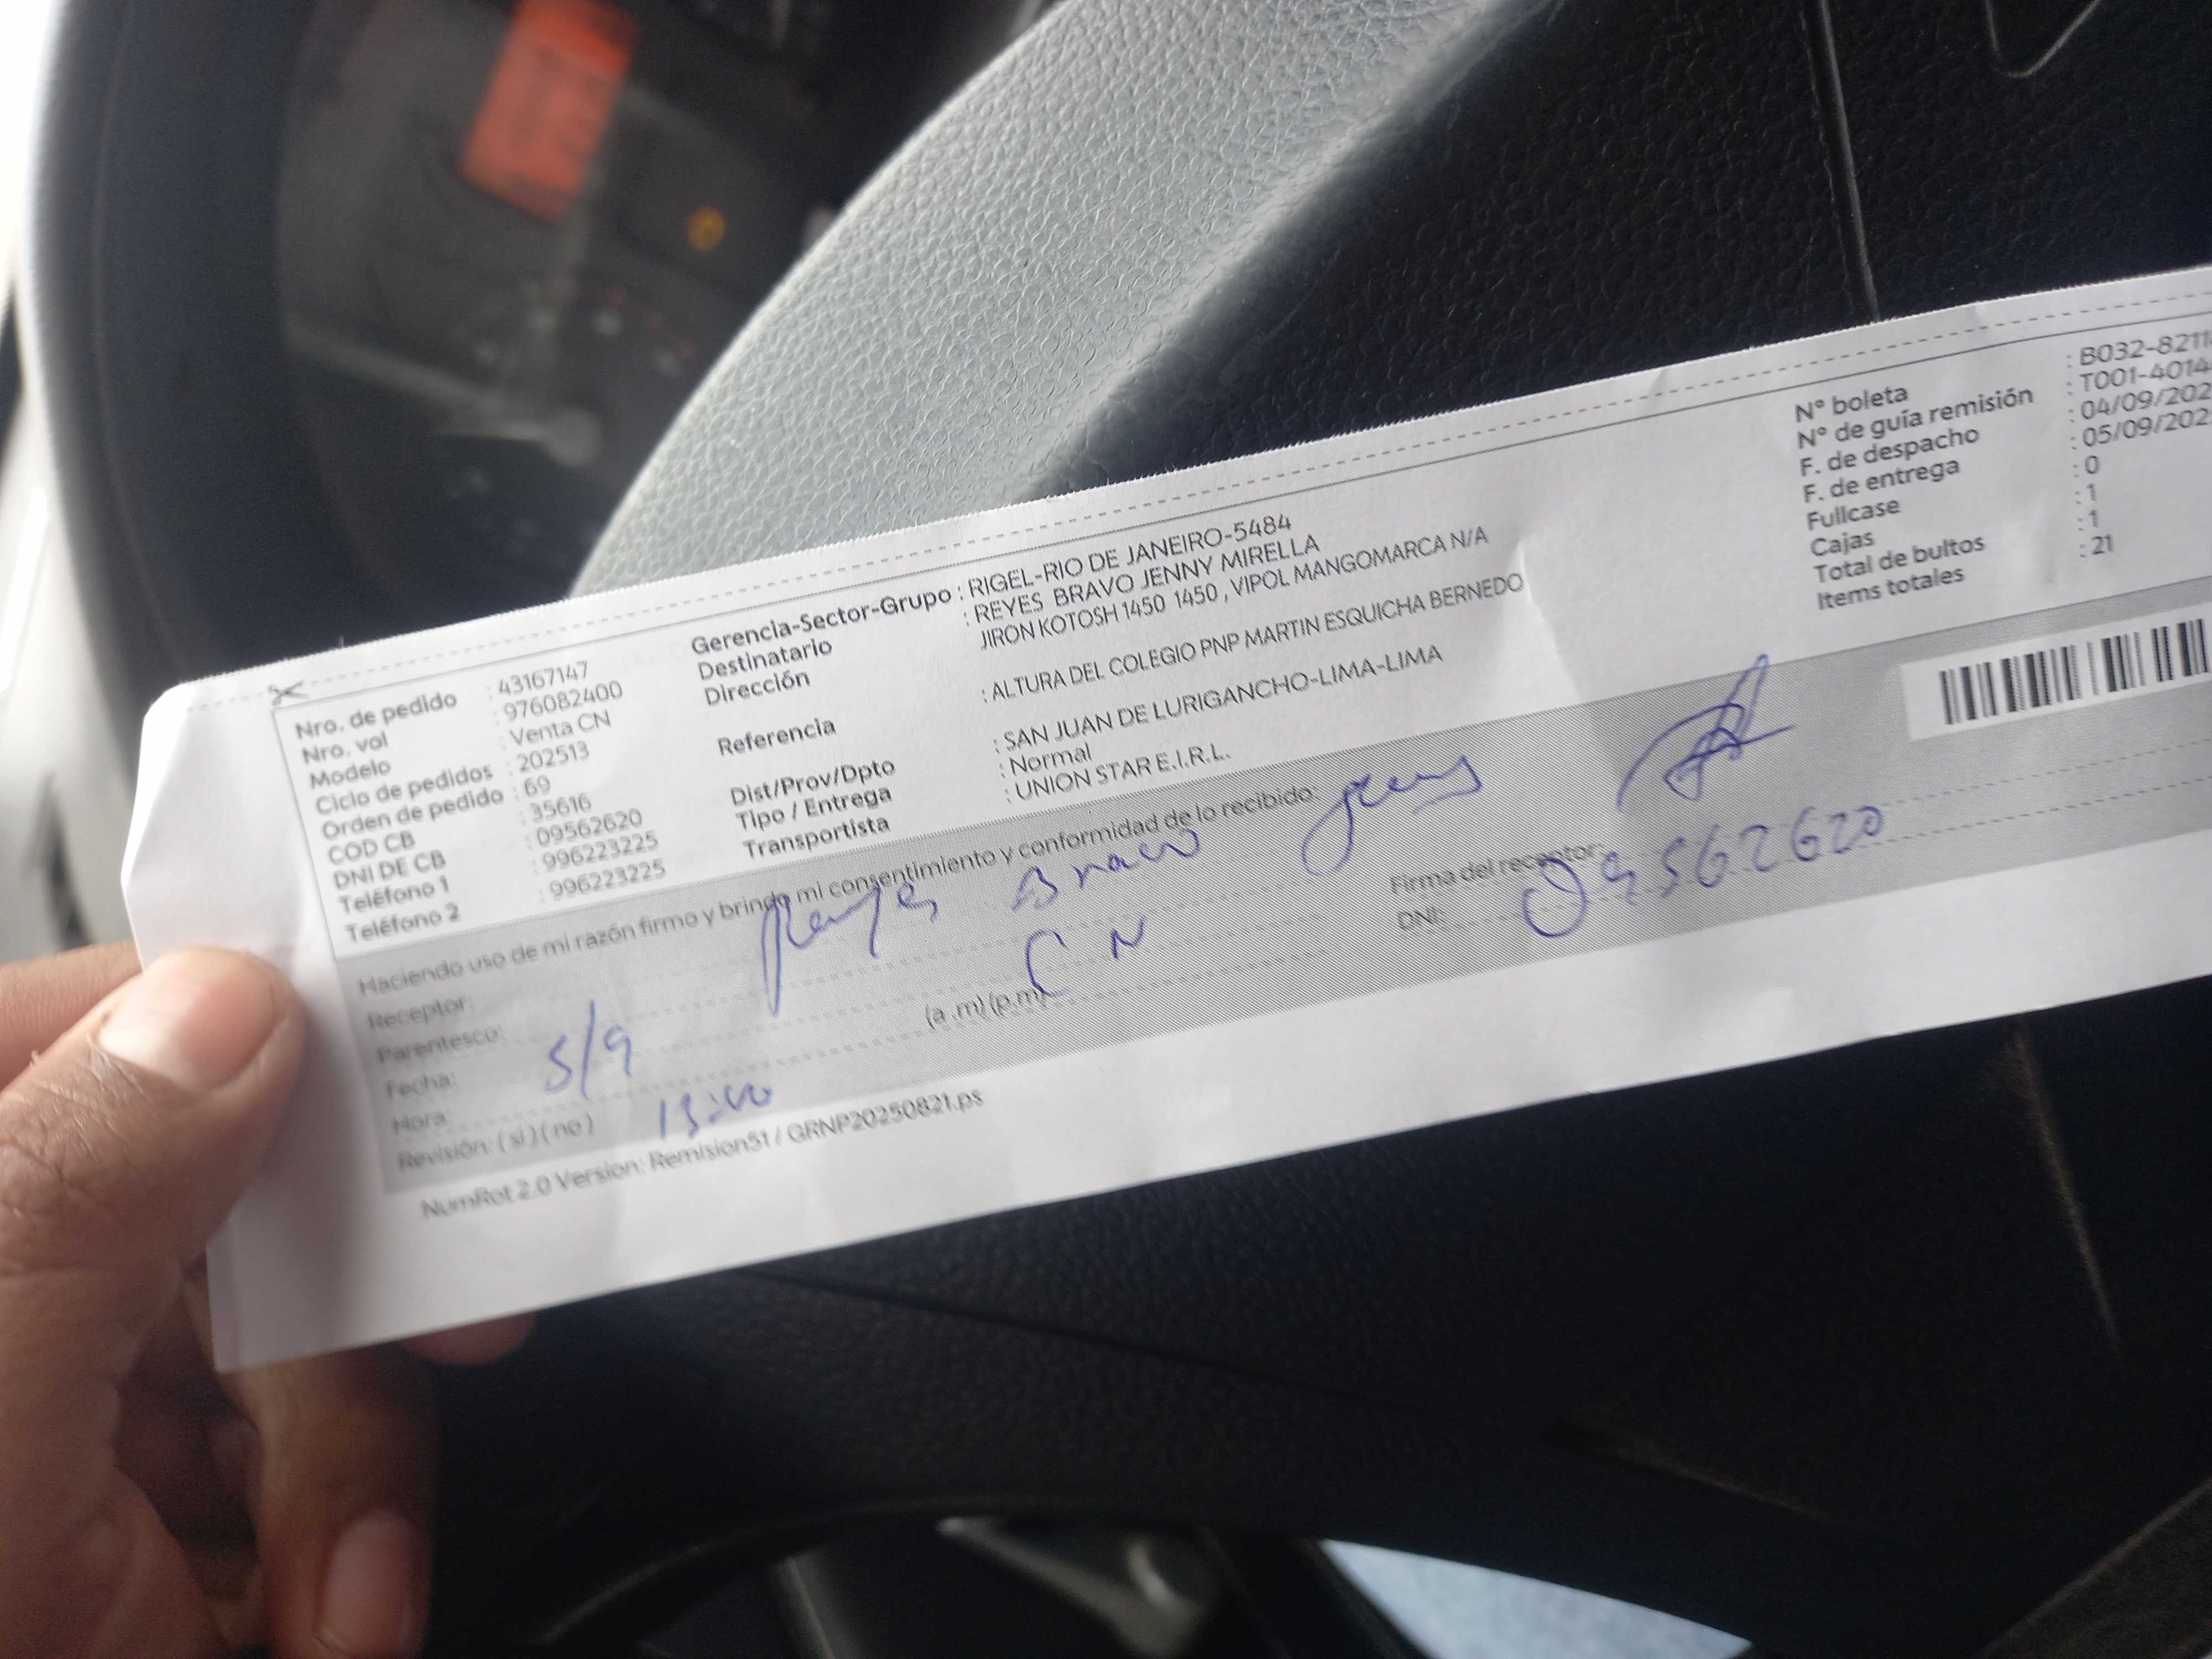 Nro. de pedido : 43167147
Nro. vol : 976082400
Modelo : Venta CN
Ciclo de pedidos : 202513
Orden de pedido : 69
COD CB : 35616
DNI DE CB : 09562620
Teléfono 1 : 996223225
Teléfono 2 : 996223225
Gerencia-Sector-Grupo : RIGEL-RIO DE JANEIRO-5484
Destinatario : REYES BRAVO JENNY MIRELLA
Dirección JIRON KOTOSH 1450 1450 , VIPOL MANGOMARCA N/A
Referencia : ALTURA DEL COLEGIO PNP MARTIN ESQUICHA BERNEDO
Dist/Prov/Dpto : SAN JUAN DE LURIGANCHO-LIMA-LIMA
Tipo / Entrega : Normal
Transportista : UNION STAR E.I.R.L.
N° boleta : B032-8211
N° de guía remisión : T001-4014
F. de despacho : 04/09/202
F. de entrega : 05/09/202
Fullcase : 0
Cajas : 1
Total de bultos : 1
Items totales : 21
Haciendo uso de mi razón firmo y brindo mi consentimiento y conformidad de lo recibido:
Receptor: Reyes Bravo
Parentesco: CN
Fecha: 5/9
Hora: 13:00 (a .m) (p.m)
Revisión: ( si ) ( no )
Firma del receptor:
DNI: 09562620
NumRot 2.0 Version: Remision51 / GRNP20250821.ps